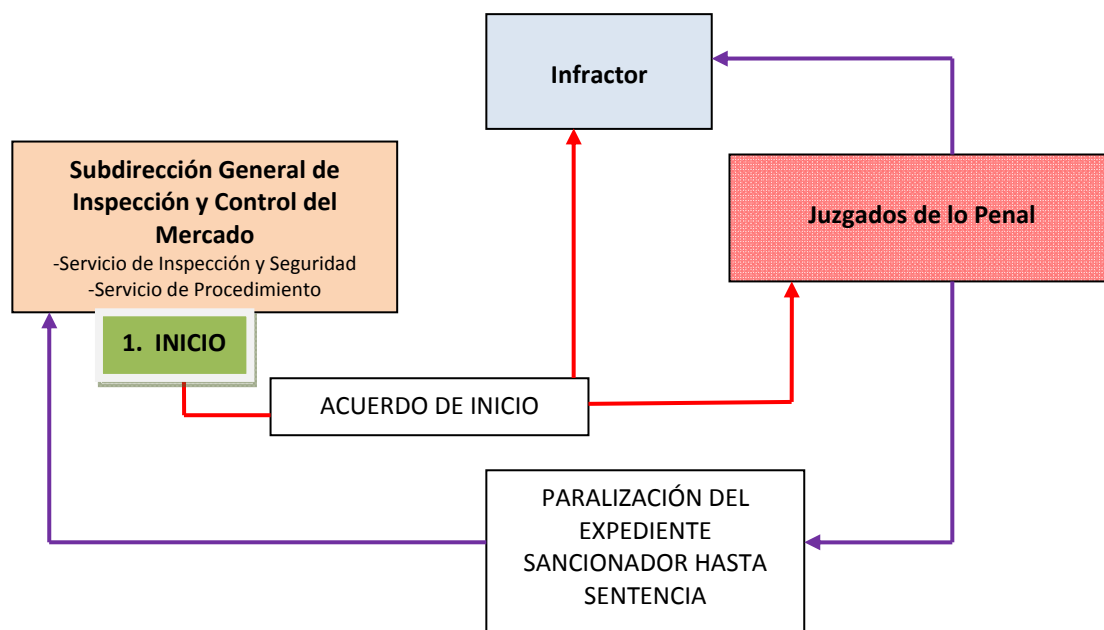 Infractor
Subdirección General de
Inspección y Control del
Mercado
-Servicio de Inspección y Seguridad
-Servicio de Procedimiento
Juzgados de lo Penal
1. INICIO
ACUERDO DE INICIO
PARALIZACIÓN DEL
EXPEDIENTE
SANCIONADOR HASTA
SENTENCIA